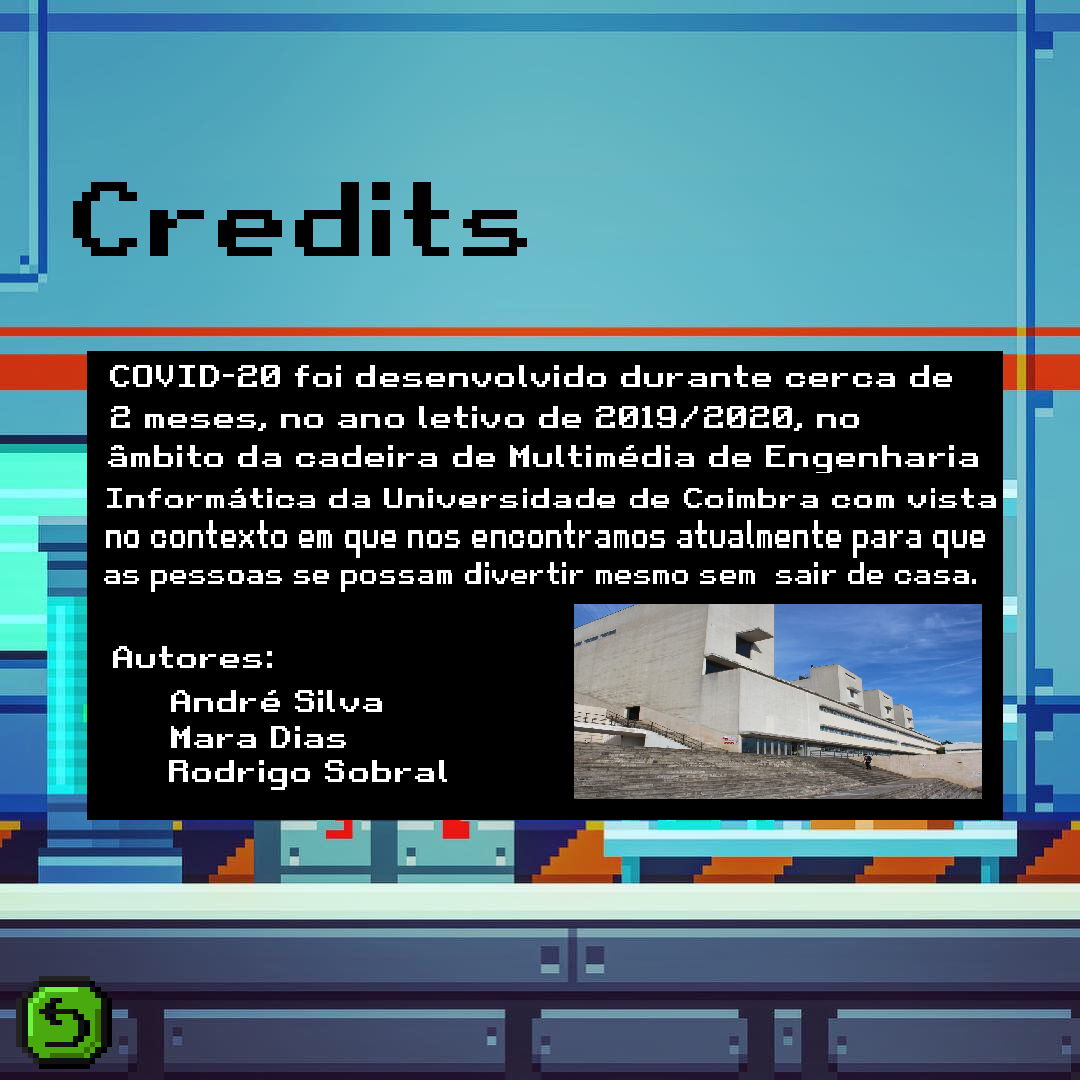 Credits
COVID-20 foi desenvolvido durante cerca de
2 meses, no ano letivo de 2019/2020, no
âmbito da cadeira de Multimédia de Engenharia
Informática da Universidade de Coimbra com vista
no contexto em que nos encontramos atualmente para que
as pessoas se possam divertir mesmo sem  sair de casa.
Autores:
André Silva
Mara Dias
Rodrigo Sobral